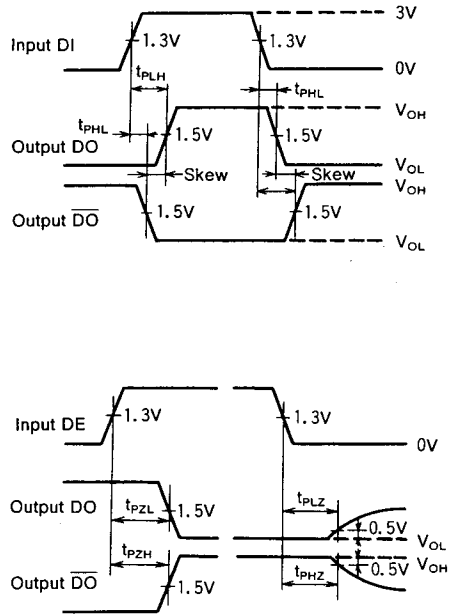 3V
Input DI
1.3V
1.3V
0V
tPLH
tPHL
VOH
tPHL
1.5V
1.5V
Output DO
VOL
Skew
Skew
VOH
1.5V
1.5V
Output DO
VOL
Input DE
1.3V
1.3V
0V
Output DO
tPZL
1.5V
tPLZ
0.5V
VOL
tPZH
VOH
0.5V
Output DO
1.5V
tPHZ